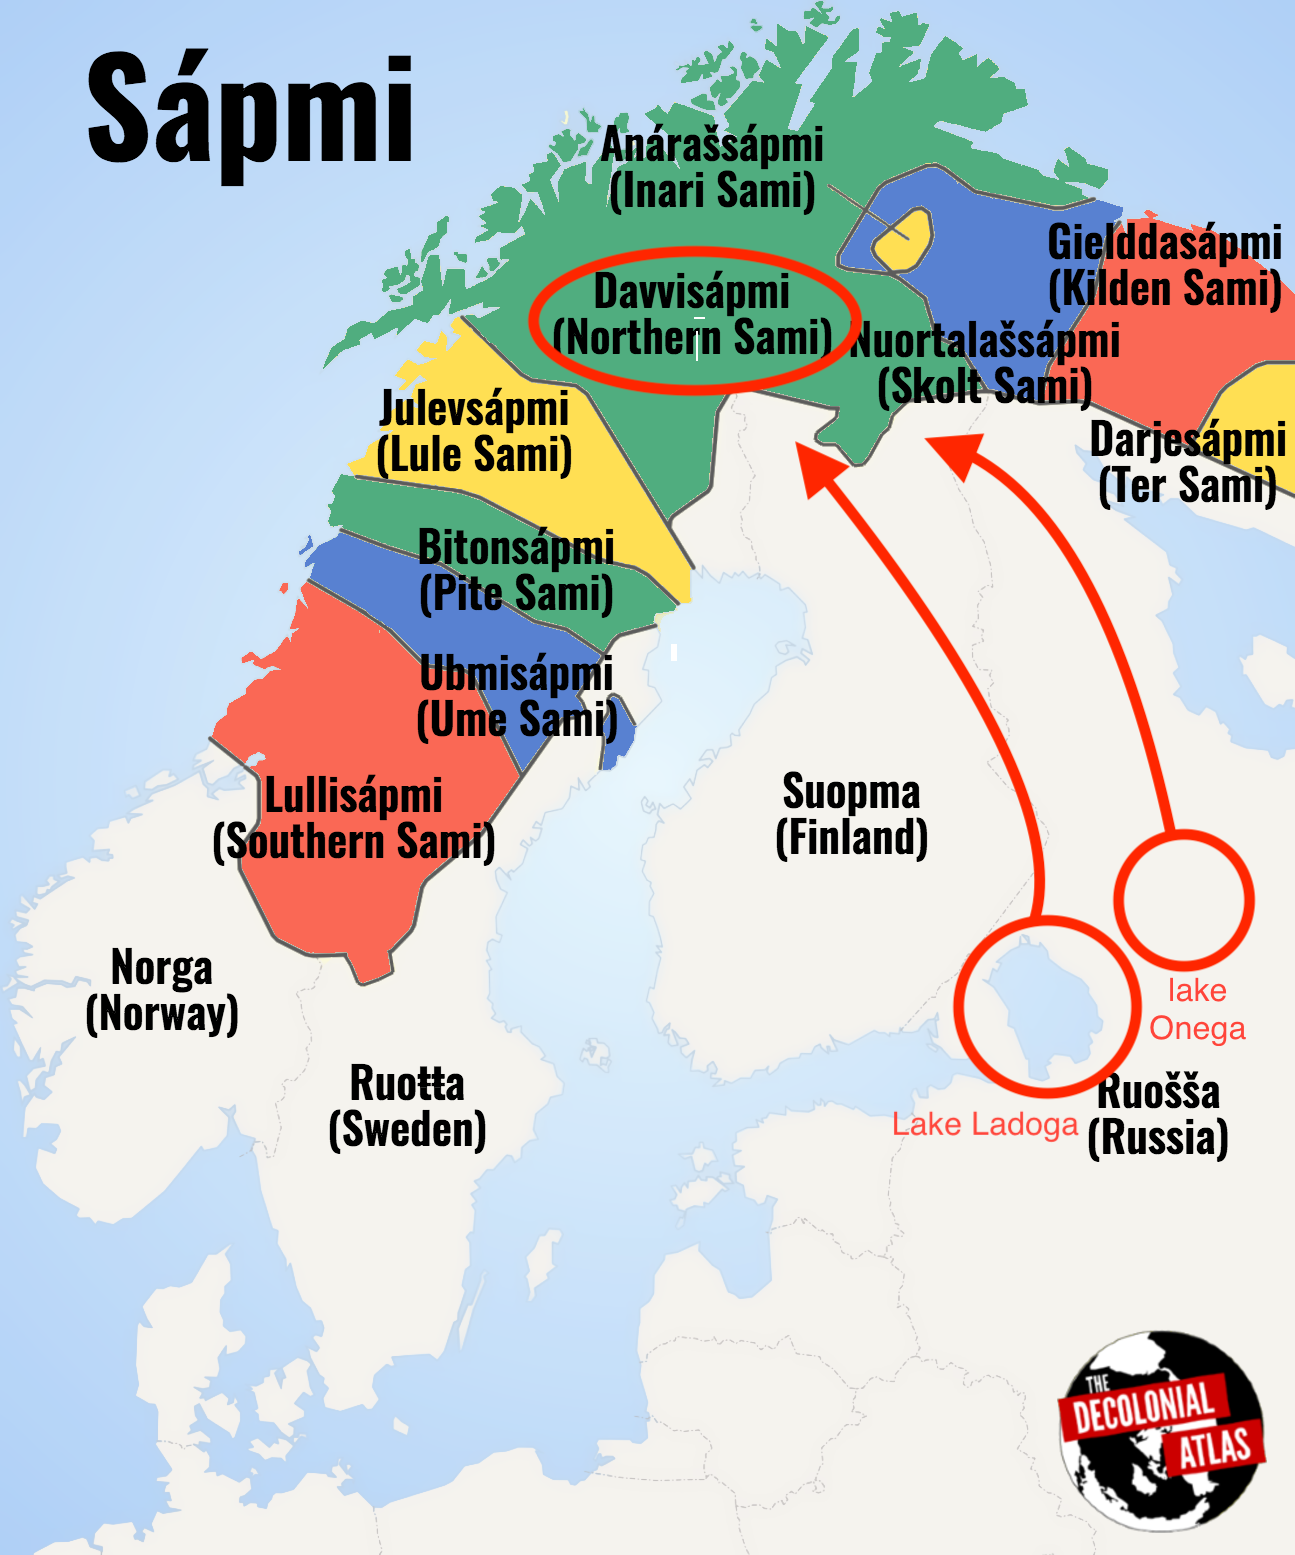 Sápmi
Anárašsápmi
(Inari Sami)
Gielddasápmi
(Kilden Sami)
Davvisápmi
(Northern Sami)
Nuortalašsápmi
(Skolt Sami)
Julevsápmi
(Lule Sami)
Darjesápmi
(Ter Sami)
Bitonsápmi
(Pite Sami)
Ubmisápmi
(Ume Sami)
Lullisápmi
(Southern Sami)
Suopma
(Finland)
Norga
(Norway)
lake
Onega
Ruoŧŧa
(Sweden)
Lake Ladoga
Ruošša
(Russia)
THE
DECOLONIAL
ATLAS